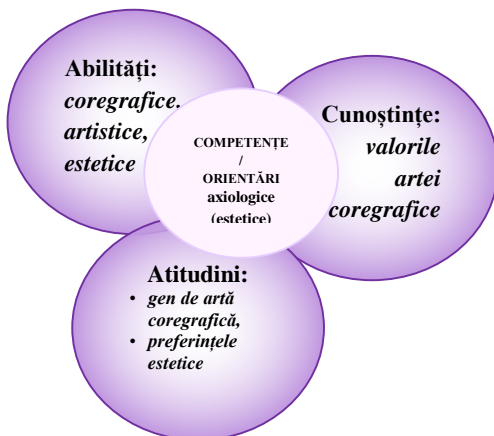 Abilități:
coregrafice.
artistice,
estetice
COMPETENȚE
/
ORIENTĂRI
axiologice
(estetice)
Cunoștințe:
valorile
artei
coregrafice
Atitudini:
• gen de artă
coregrafică,
• preferințele
estetice